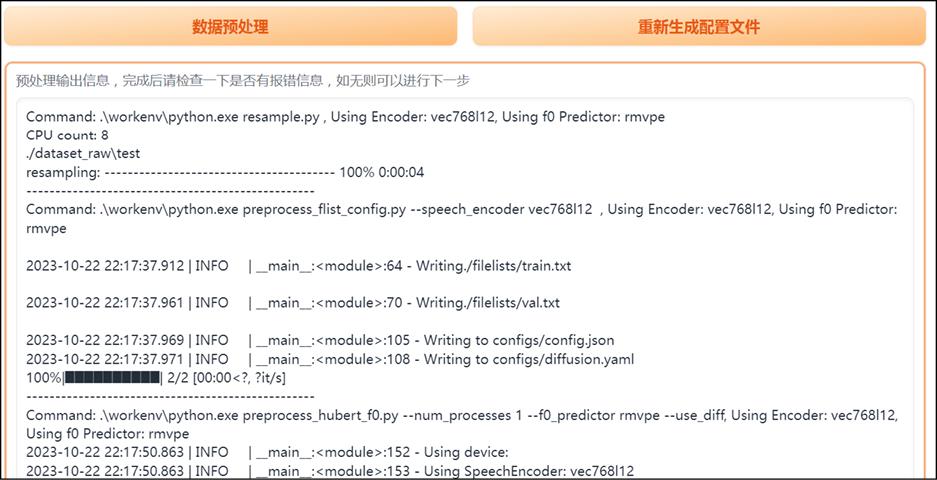 数据预处理
重新生成配置文件
预处理输出信息，完成后请检查一下是否有报错信息，如无则可以进行下一步
Command: .\workenv\python.exe resample.py , Using Encoder: vec768l12, Using f0 Predictor: rmvpe
CPU count: 8
./dataset_raw\test
resampling: ---------------------------------------- 100% 0:00:04
--------------------------------------------------
Command: .\workenv\python.exe preprocess_flist_config.py --speech_encoder vec768l12  , Using Encoder: vec768l12, Using f0 Predictor:
rmvpe
2023-10-22 22:17:37.912 | INFO     | __main__:<module>:64 - Writing./filelists/train.txt
2023-10-22 22:17:37.961 | INFO     | __main__:<module>:70 - Writing./filelists/val.txt
2023-10-22 22:17:37.969 | INFO     | __main__:<module>:105 - Writing to configs/config.json
2023-10-22 22:17:37.971 | INFO     | __main__:<module>:108 - Writing to configs/diffusion.yaml
100%|██████████| 2/2 [00:00<?, ?it/s]
--------------------------------------------------
Command: .\workenv\python.exe preprocess_hubert_f0.py --num_processes 1 --f0_predictor rmvpe --use_diff, Using Encoder: vec768l12,
Using f0 Predictor: rmvpe
2023-10-22 22:17:50.863 | INFO     | __main__:<module>:152 - Using device:
2023-10-22 22:17:50.863 | INFO     | __main__:<module>:153 - Using SpeechEncoder: vec768l12